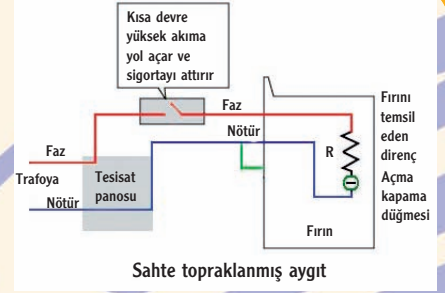 Kısa devre
yüksek akıma
yol açar ve
sigortayı attırır
Faz
Nötür
Fırını
temsil
eden
direnç
R
Açma
kapama
düğmesi
Faz
Trafoya
Nötür
Tesisat
panosu
Fırın
Sahte topraklanmış aygıt